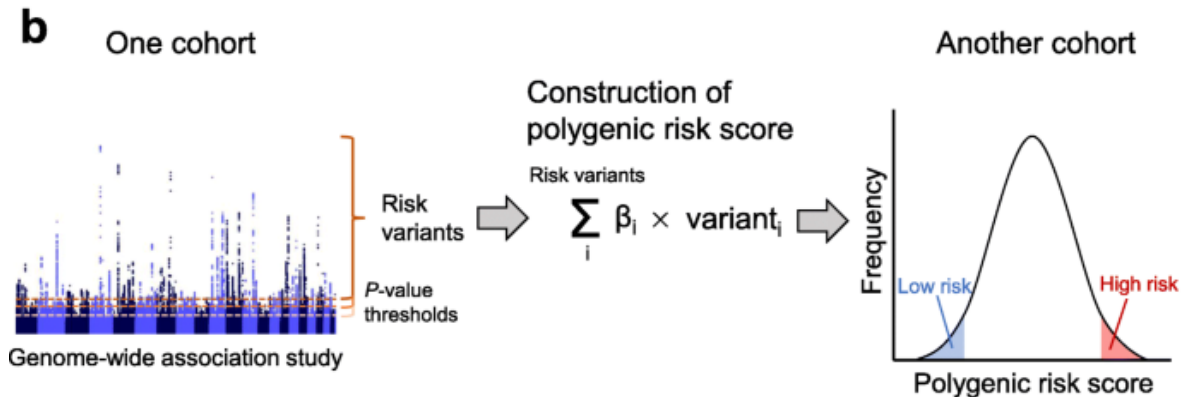 b
One cohort
Risk
variants
P-value
thresholds
Genome-wide association study
Construction of
polygenic risk score
Risk variants
Σ βi × varianti
i
Another cohort
Frequency
Low risk
High risk
Polygenic risk score